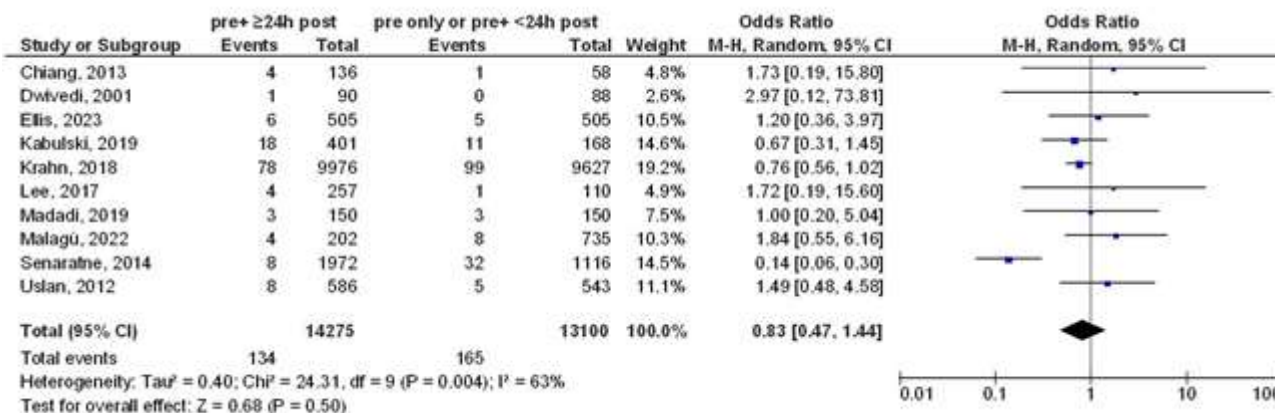 pre+ ≥24h post pre only or pre+ <24h post Odds Ratio Odds Ratio
Study or Subgroup Events Total Events Total Weight M-H, Random, 95% CI M-H, Random, 95% CI
Chiang, 2013 4 136 1 58 4.8% 1.73 [0.19, 15.80]
Dwivedi, 2001 1 90 0 88 2.6% 2.97 [0.12, 73.81]
Ellis, 2023 6 505 5 505 10.5% 1.20 [0.36, 3.97]
Kabulski, 2019 18 401 11 168 14.6% 0.67 [0.31, 1.45]
Krahn, 2018 78 9976 99 9627 19.2% 0.76 [0.56, 1.02]
Lee, 2017 4 257 1 110 4.9% 1.72 [0.19, 15.60]
Madadi, 2019 3 150 3 150 7.5% 1.00 [0.20, 5.04]
Malagù, 2022 4 202 8 735 10.3% 1.84 [0.55, 6.16]
Senaratne, 2014 8 1972 32 1116 14.5% 0.14 [0.06, 0.30]
Uslan, 2012 8 586 5 543 11.1% 1.49 [0.48, 4.58]
Total (95% CI) 14275 13100 100.0% 0.83 [0.47, 1.44]
Total events 134 165
Heterogeneity: Tau² = 0.40; Chi² = 24.31, df = 9 (P = 0.004); I² = 63%
Test for overall effect: Z = 0.68 (P = 0.50)
0.01 0.1 1 10 100